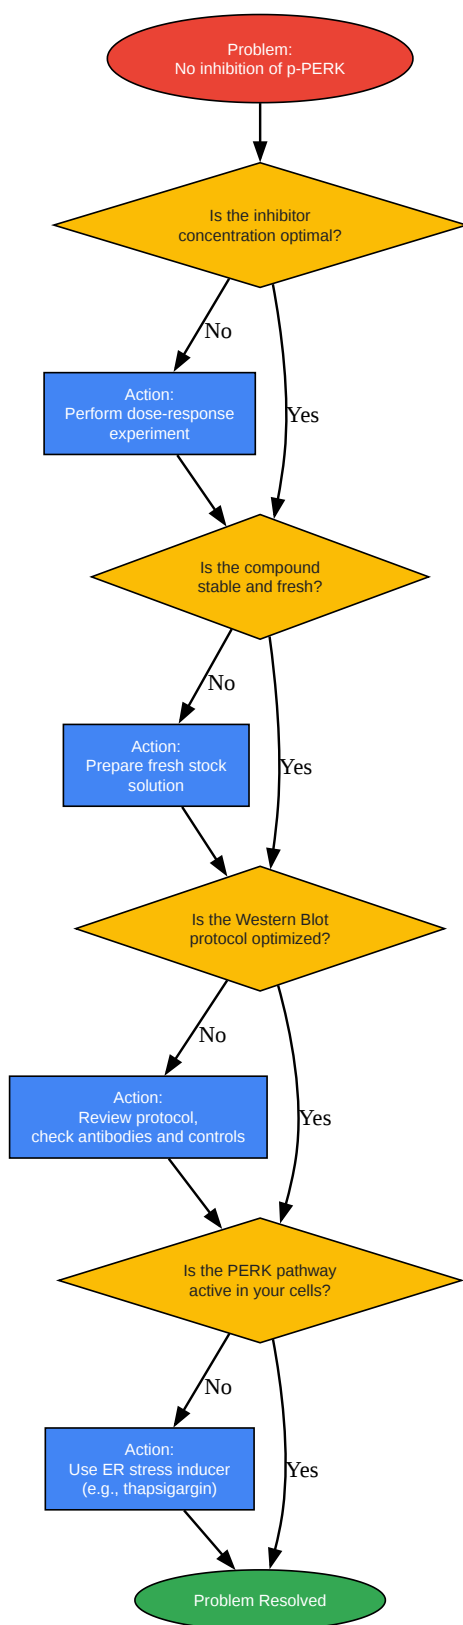 Problem:
No inhibition of p-PERK
Is the inhibitor
concentration optimal?
No
Yes
Action:
Perform dose-response
experiment
Is the compound
stable and fresh?
No
Yes
Action:
Prepare fresh stock
solution
Is the Western Blot
protocol optimized?
No
Yes
Action:
Review protocol,
check antibodies and controls
Is the PERK pathway
active in your cells?
No
Yes
Action:
Use ER stress inducer
(e.g., thapsigargin)
Problem Resolved